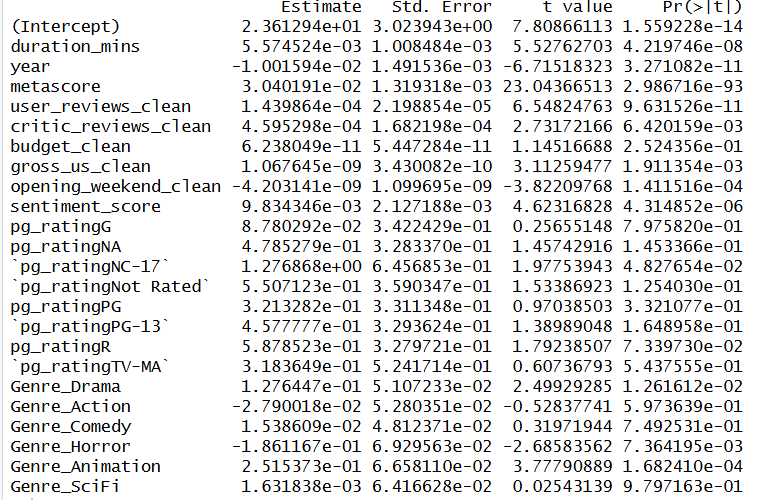 Estimate Std. Error t value Pr(>|t|)
(Intercept) 2.361294e+01 3.023943e+00 7.80866113 1.559228e-14
duration_mins 5.574524e-03 1.008484e-03 5.52762703 4.219746e-08
year -1.001594e-02 1.491536e-03 -6.71518323 3.271082e-11
metascore 3.040191e-02 1.319318e-03 23.04366513 2.986716e-93
user_reviews_clean 1.439864e-04 2.198854e-05 6.54824763 9.631526e-11
critic_reviews_clean 4.595298e-04 1.682198e-04 2.73172166 6.420159e-03
budget_clean 6.238049e-11 5.447284e-11 1.14516688 2.524356e-01
gross_us_clean 1.067645e-09 3.430082e-10 3.11259477 1.911354e-03
opening_weekend_clean -4.203141e-09 1.099695e-09 -3.82209768 1.411516e-04
sentiment_score 9.834346e-03 2.127188e-03 4.62316828 4.314852e-06
pg_ratingG 8.780292e-02 3.422429e-01 0.25655148 7.975820e-01
pg_ratingNA 4.785279e-01 3.283370e-01 1.45742916 1.453366e-01
`pg_ratingNC-17` 1.276868e+00 6.456853e-01 1.97753943 4.827654e-02
`pg_ratingNot Rated` 5.507123e-01 3.590347e-01 1.53386923 1.254030e-01
pg_ratingPG 3.213282e-01 3.311348e-01 0.97038503 3.321077e-01
`pg_ratingPG-13` 4.577777e-01 3.293624e-01 1.38989048 1.648958e-01
pg_ratingR 5.878523e-01 3.279721e-01 1.79238507 7.339730e-02
`pg_ratingTV-MA` 3.183649e-01 5.241714e-01 0.60736793 5.437555e-01
Genre_Drama 1.276447e-01 5.107233e-02 2.49929285 1.261612e-02
Genre_Action -2.790018e-02 5.280351e-02 -0.52837741 5.973639e-01
Genre_Comedy 1.538609e-02 4.812371e-02 0.31971944 7.492531e-01
Genre_Horror -1.861167e-01 6.929563e-02 -2.68583562 7.364195e-03
Genre_Animation 2.515373e-01 6.658110e-02 3.77790889 1.682410e-04
Genre_SciFi 1.631838e-03 6.416628e-02 0.02543139 9.797163e-01